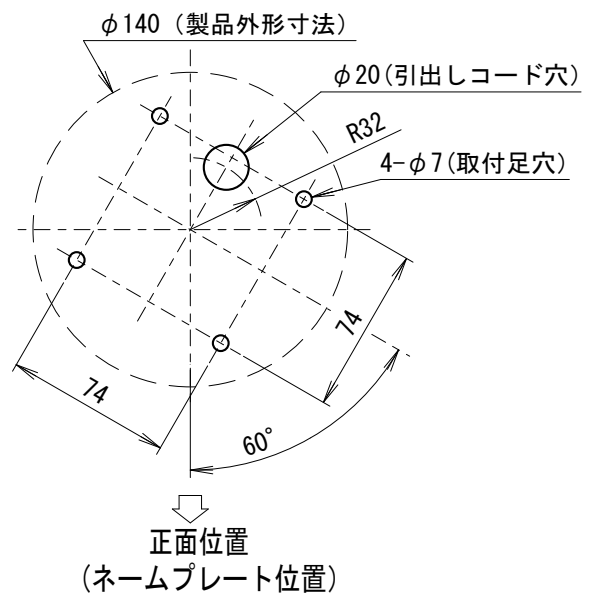 φ140（製品外形寸法）
φ20(引出しコード穴)
R32
4-φ7(取付足穴)
74
74
60°
正面位置
(ネームプレート位置)